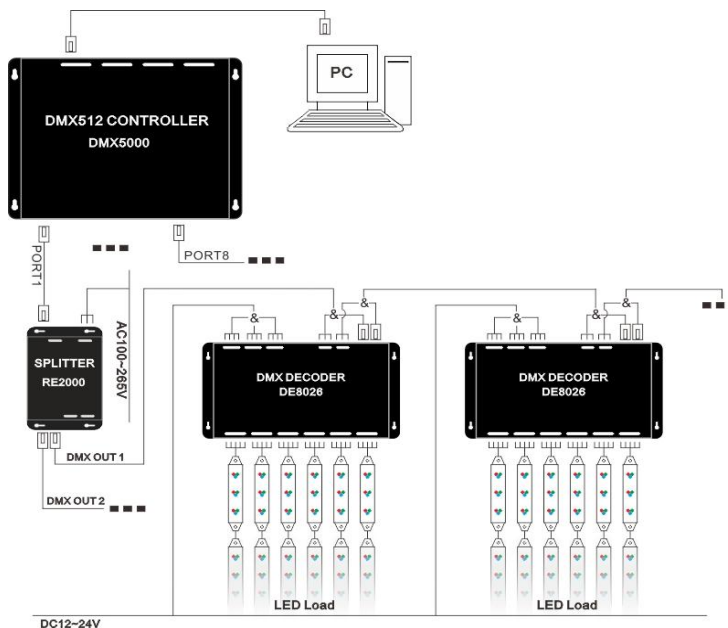 PC
DMX512 CONTROLLER
DMX5000
PORT1
PORT8
AC100~265V
&
&
&
&
&
&
SPLITTER
RE2000
DMX DECODER
DE8026
DMX DECODER
DE8026
DMX OUT 1
DMX OUT 2
LED Load
LED Load
DC12~24V